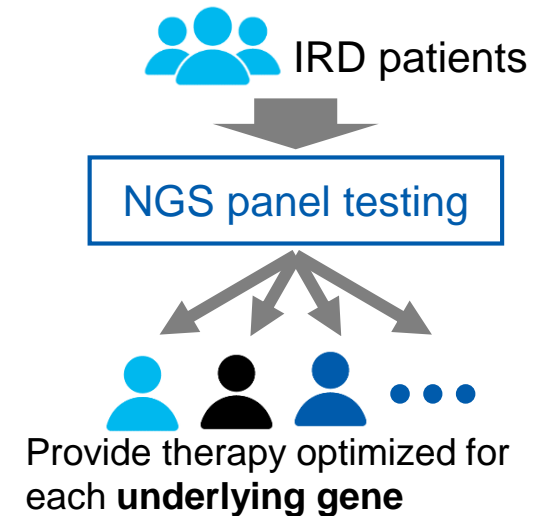 IRD patients
NGS panel testing
Provide therapy optimized for
each underlying gene